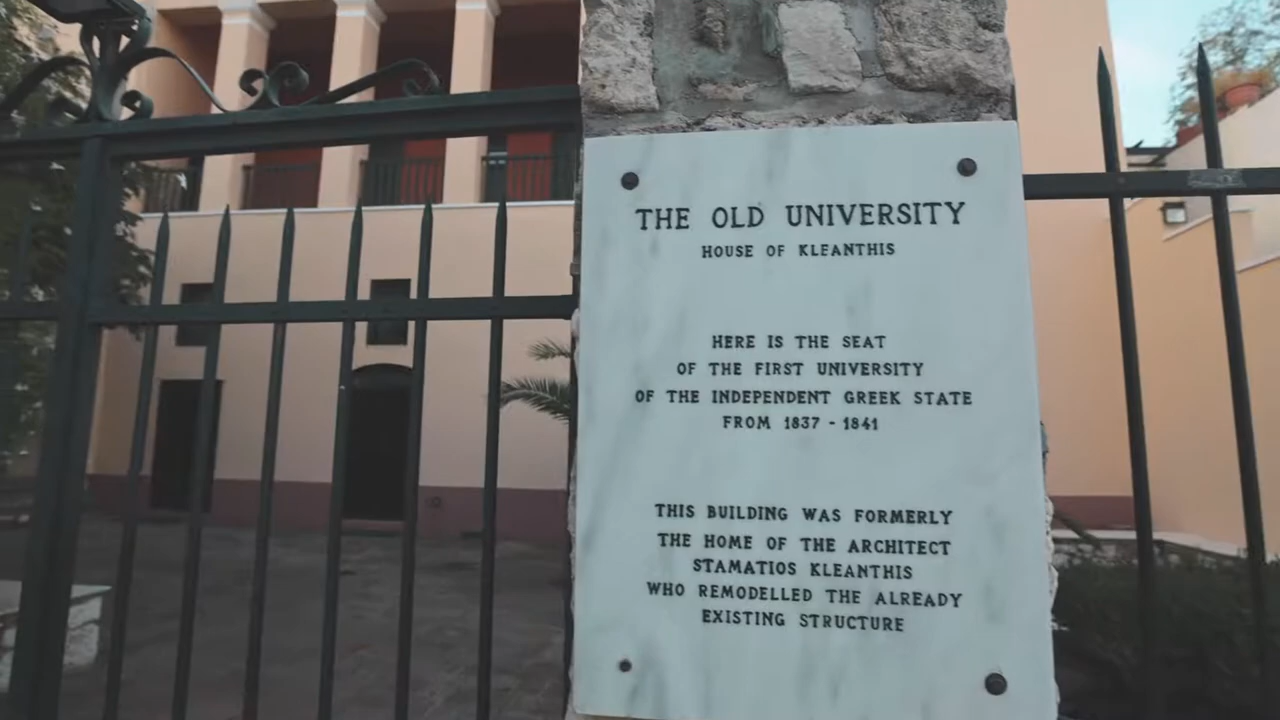 THE OLD UNIVERSITY
HOUSE OF KLEANTHIS
HERE IS THE SEAT
OF THE FIRST UNIVERSITY
OF THE INDEPENDENT GREEK STATE
FROM 1837 - 1841
THIS BUILDING WAS FORMERLY
THE HOME OF THE ARCHITECT
STAMATIOS KLEANTHIS
WHO REMODELLED THE ALREADY
EXISTING STRUCTURE